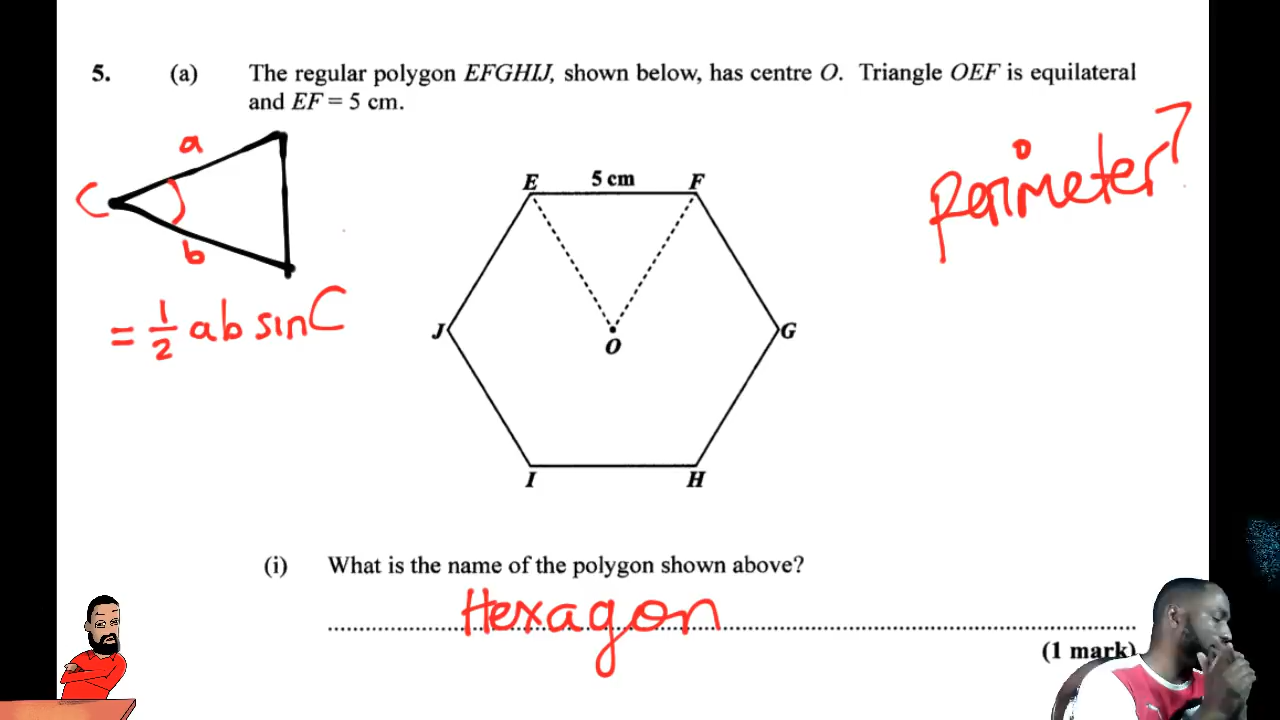 5. (a) The regular polygon EFGHIJ, shown below, has centre O. Triangle OEF is equilateral
and EF = 5 cm.
perimeter?
a
C
b
= 1/2 ab sinC
E 5 cm F
J G
O
I H
(i) What is the name of the polygon shown above?
Hexagon
(1 mark)